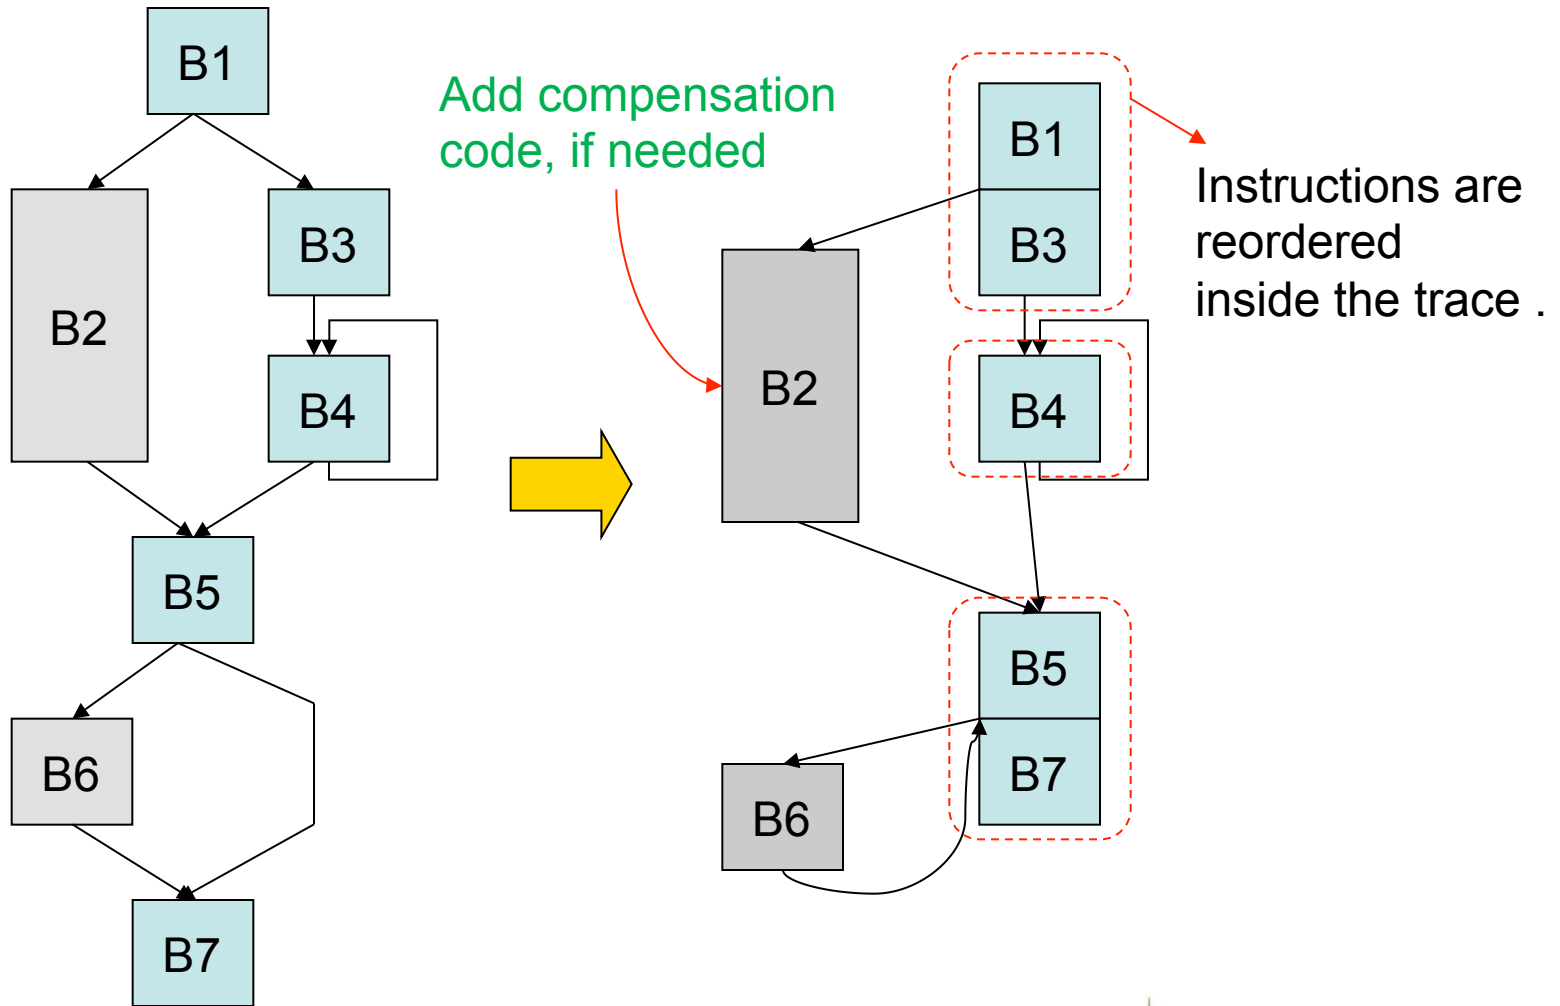 B1
B3
B2
B4
B5
B6
B7
Add compensation
code, if needed
B1
B3
B2
B4
B5
B7
B6
Instructions are
reordered
inside the trace .